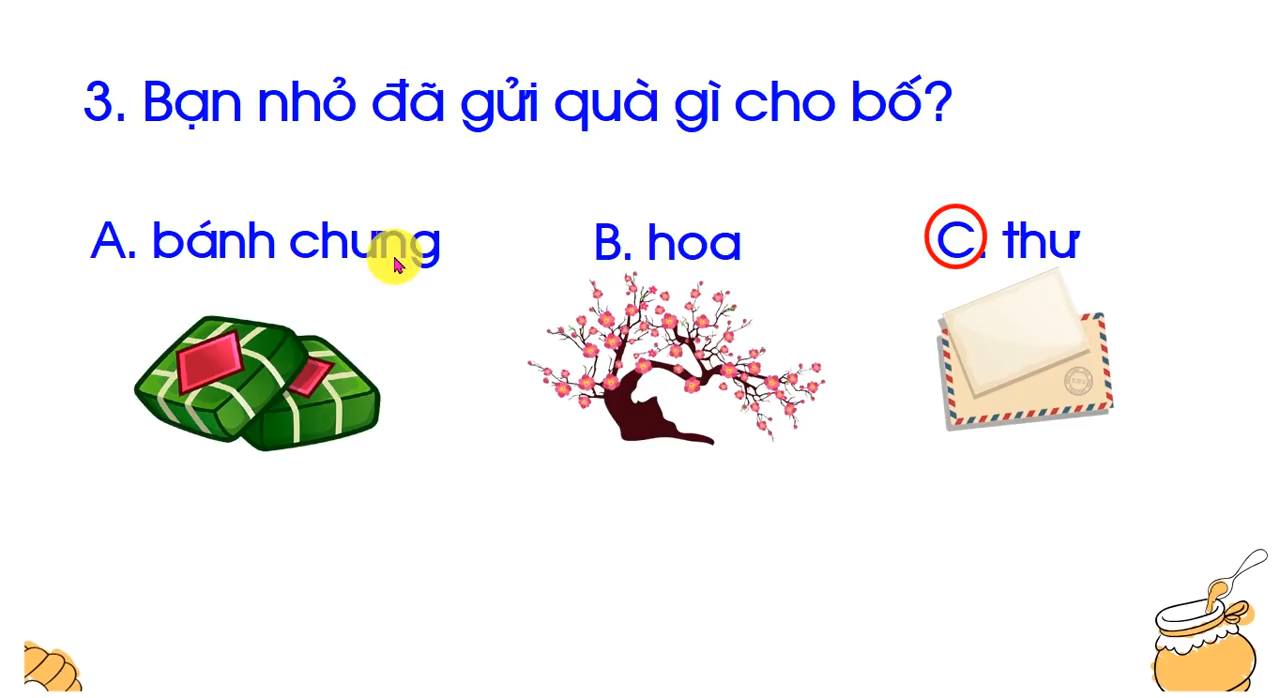 3. Bạn nhỏ đã gửi quà gì cho bố?
A. bánh chưng B. hoa C. thư